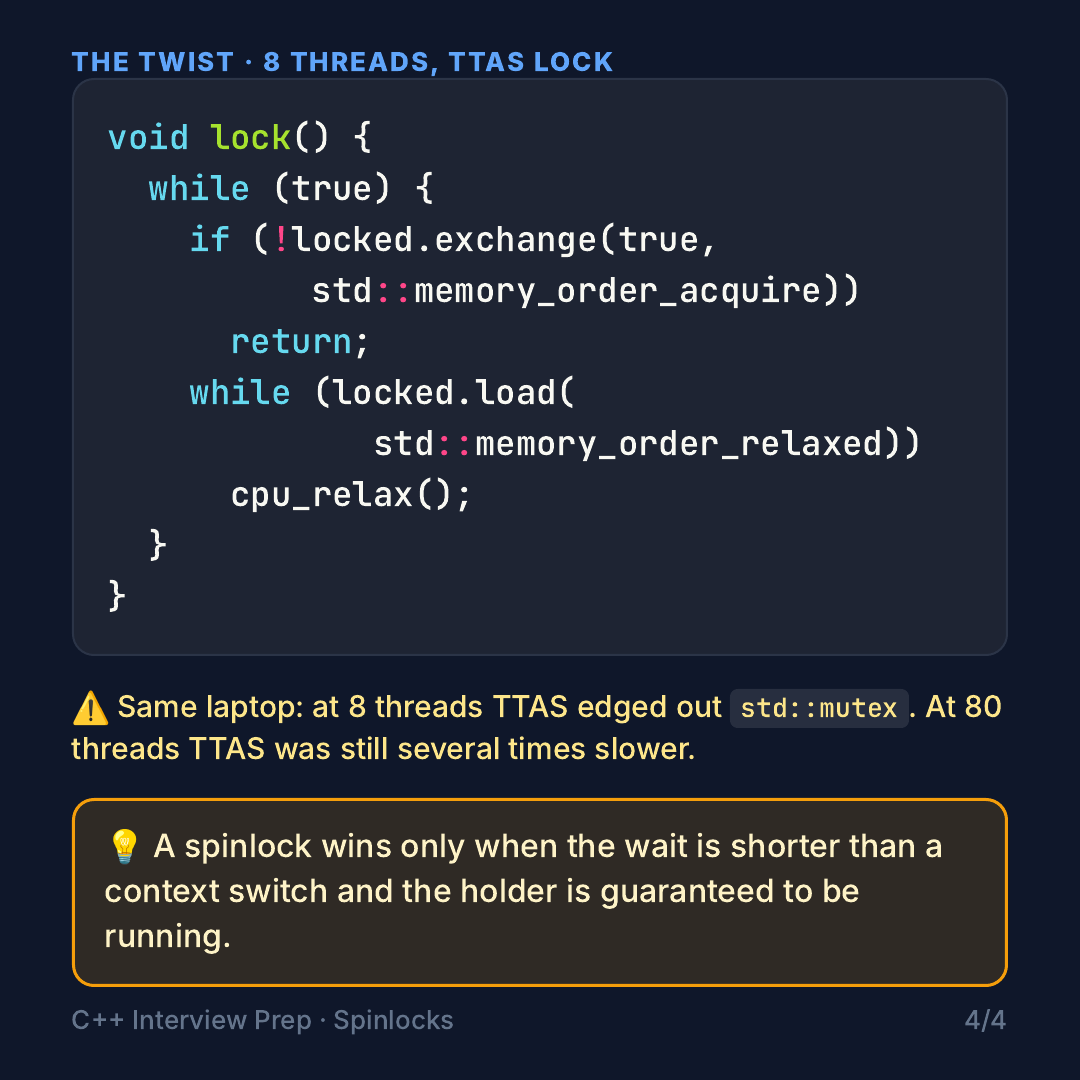 THE TWIST · 8 THREADS, TTAS LOCK
void lock() {
  while (true) {
    if (!locked.exchange(true,
          std::memory_order_acquire))
      return;
    while (locked.load(
             std::memory_order_relaxed))
      cpu_relax();
  }
}
⚠️ Same laptop: at 8 threads TTAS edged out std::mutex. At 80
threads TTAS was still several times slower.
💡 A spinlock wins only when the wait is shorter than a
context switch and the holder is guaranteed to be
running.
C++ Interview Prep · Spinlocks
4/4